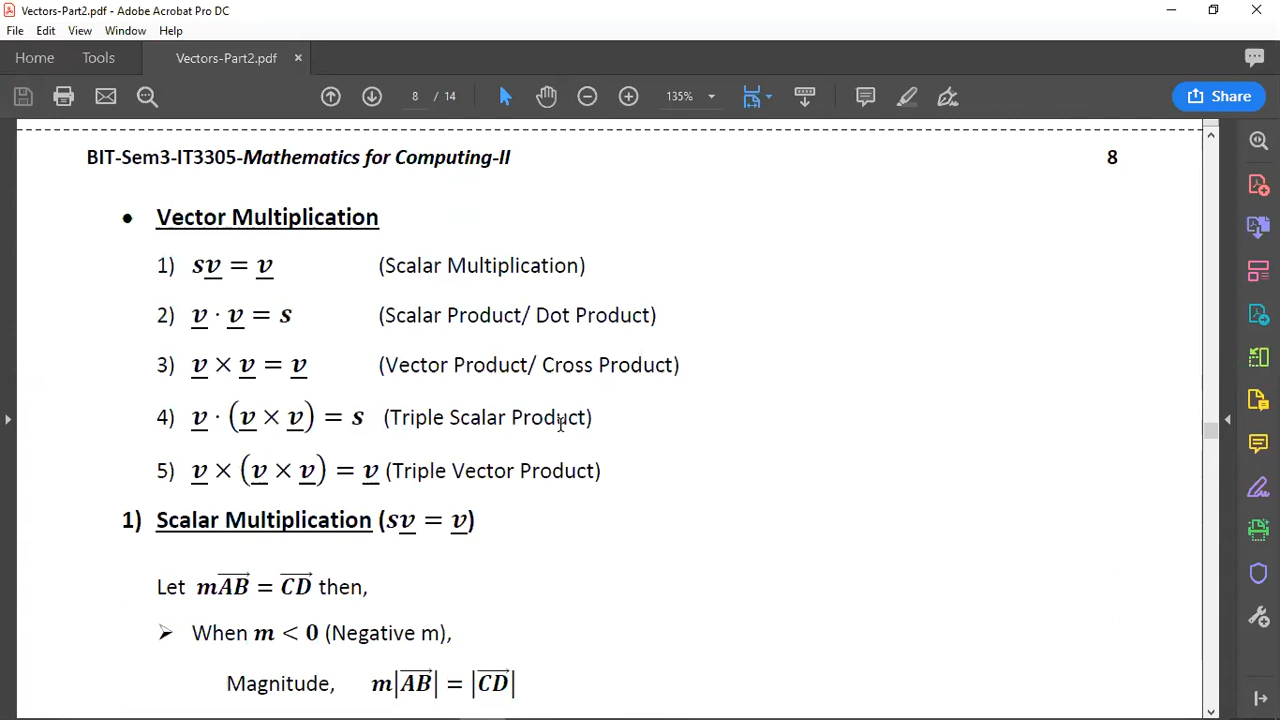 Vectors-Part2.pdf - Adobe Acrobat Pro DC
File Edit View Window Help
Home Tools Vectors-Part2.pdf ×
8 / 14 135% Share
BIT-Sem3-IT3305-Mathematics for Computing-II 8
• Vector Multiplication
1) sv = v (Scalar Multiplication)
2) v · v = s (Scalar Product/ Dot Product)
3) v × v = v (Vector Product/ Cross Product)
4) v · (v × v) = s (Triple Scalar Product)
5) v × (v × v) = v (Triple Vector Product)
1) Scalar Multiplication (sv = v)
Let mAB⃗ = CD⃗ then,
➢ When m < 0 (Negative m),
Magnitude, m|AB⃗| = |CD⃗|